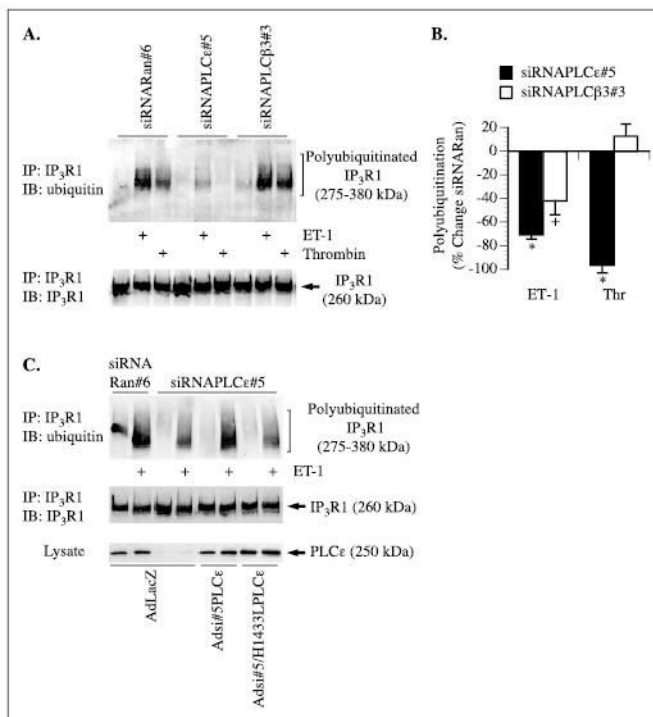 A.
siRNARan#6
siRNAPLCε#5
siRNAPLCβ3#3
IP: IP₃R1
IB: ubiquitin
Polyubiquitinated
IP₃R1
(275-380 kDa)
+ + + ET-1
+ + + Thrombin
IP: IP₃R1
IB: IP₃R1
IP₃R1
(260 kDa)
B.
siRNAPLCε#5
siRNAPLCβ3#3
Polyubiquitination
(% Change siRNARan)
20
0
-20
-40
-60
-80
-100
* + *
ET-1 Thr
C.
siRNA
Ran#6
siRNAPLCε#5
IP: IP₃R1
IB: ubiquitin
Polyubiquitinated
IP₃R1
(275-380 kDa)
+ + + + ET-1
IP: IP₃R1
IB: IP₃R1
IP₃R1 (260 kDa)
Lysate
PLCε (250 kDa)
AdLacZ
Adsi#5PLCε
Adsi#5/H1433LPLCε